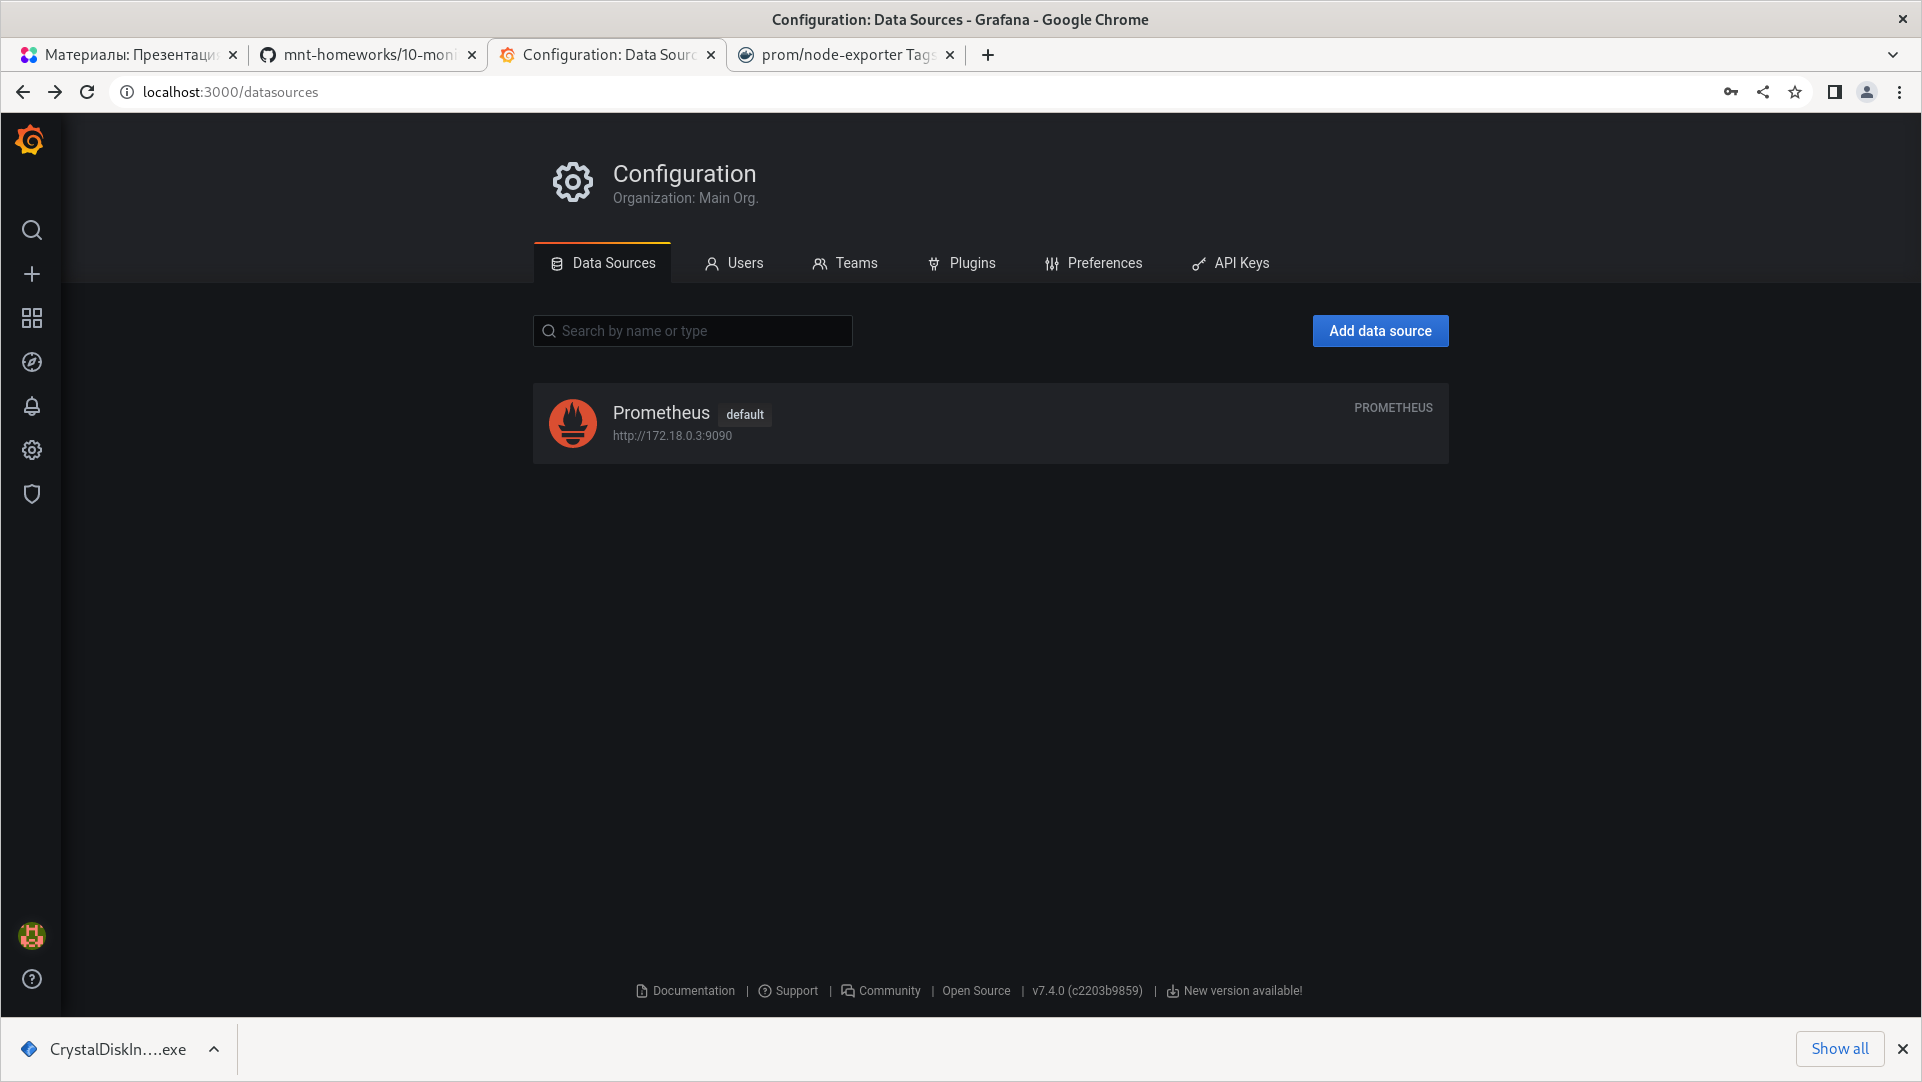 Configuration: Data Sources - Grafana - Google Chrome
Материалы: Презентация
mnt-homeworks/10-moni
Configuration: Data Sourc
prom/node-exporter Tags
localhost:3000/datasources
Configuration
Organization: Main Org.
Data Sources
Users
Teams
Plugins
Preferences
API Keys
Search by name or type
Add data source
Prometheus
default
PROMETHEUS
http://172.18.0.3:9090
Documentation | Support | Community | Open Source | v7.4.0 (c2203b9859) | New version available!
CrystalDiskIn....exe
Show all